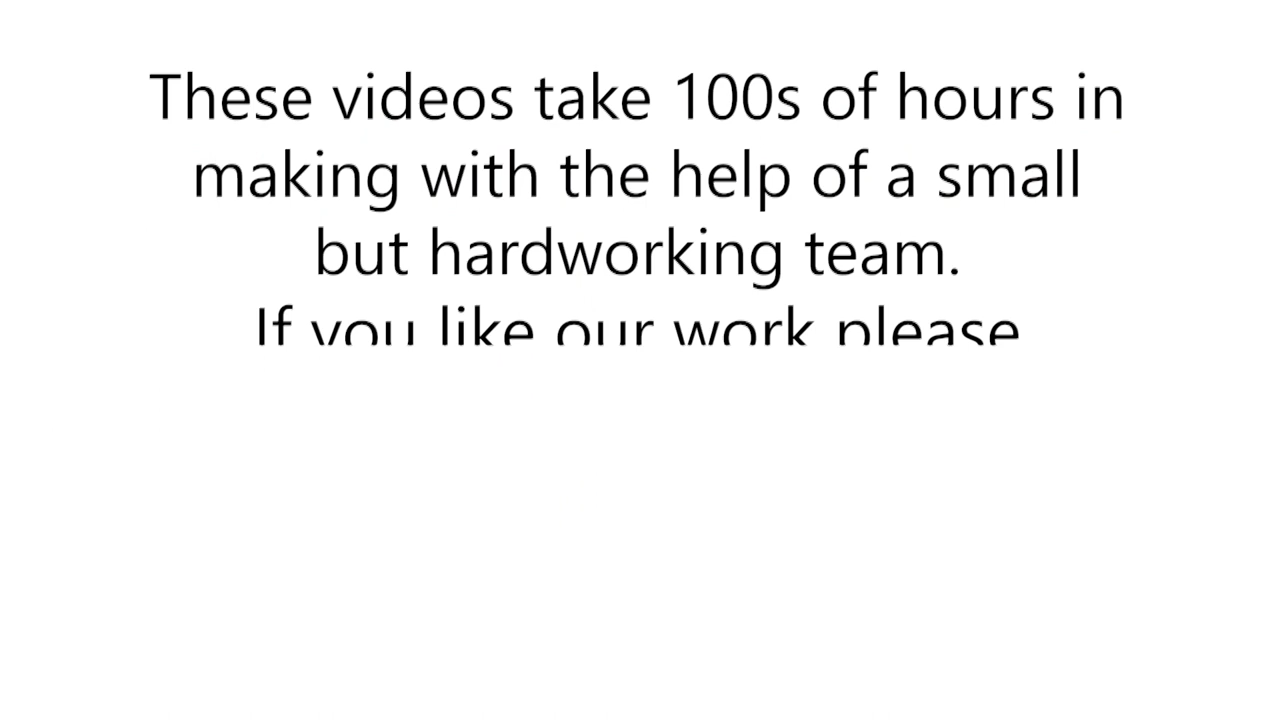 These videos take 100s of hours in
making with the help of a small
but hardworking team.
If you like our work please